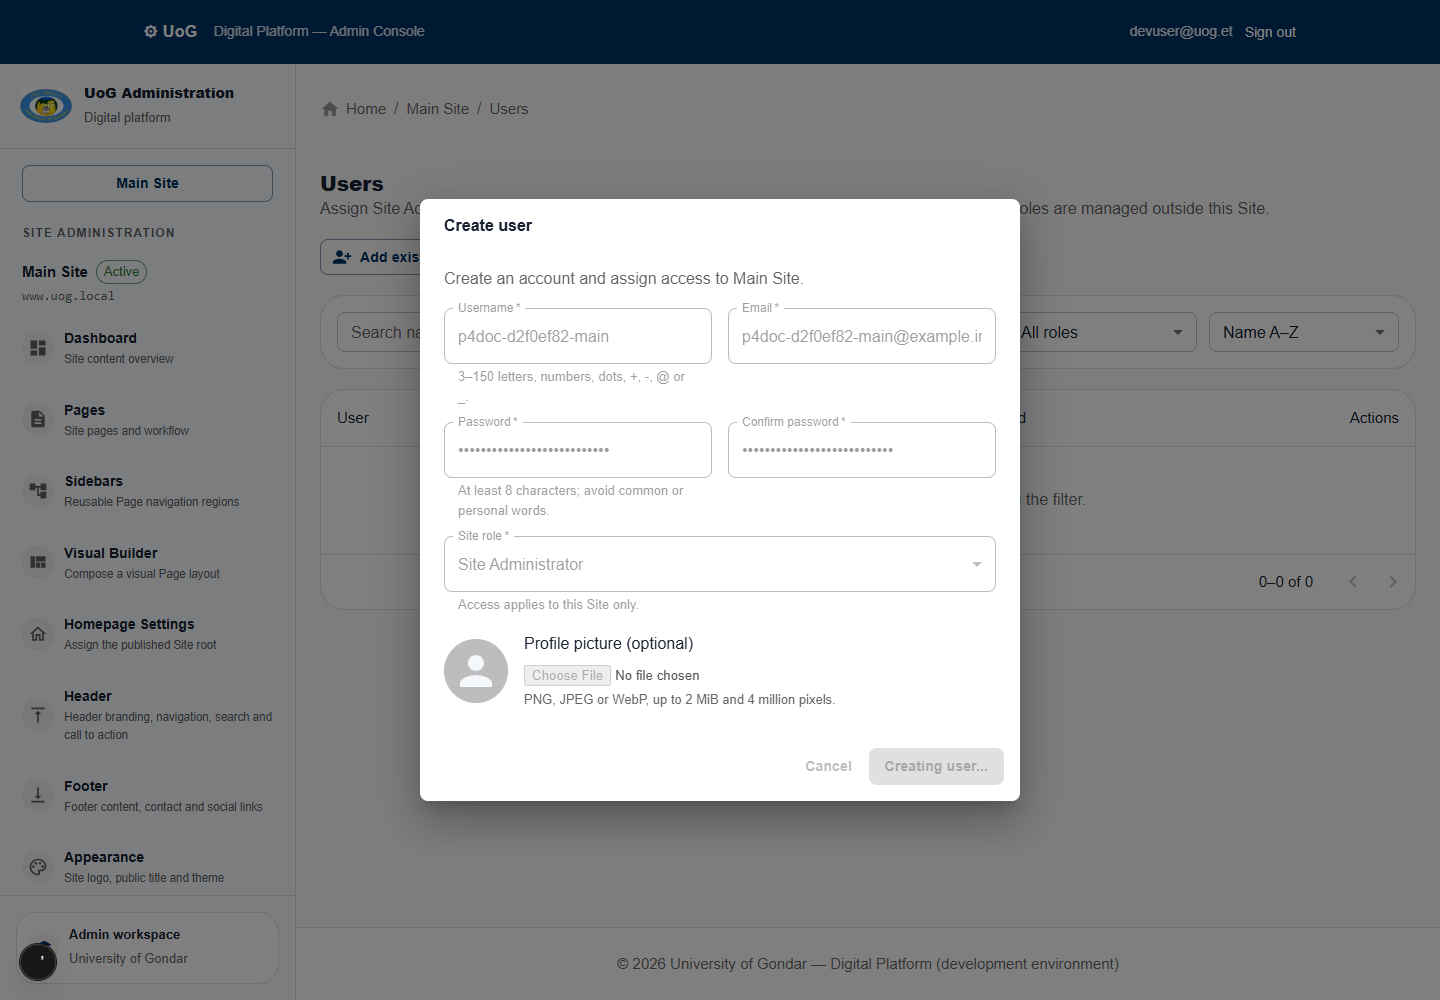 UoG Digital Platform — Admin Console
devuser@uog.et Sign out
UoG Administration
Digital platform
Main Site
SITE ADMINISTRATION
Main Site Active
www.uog.local
Dashboard
Site content overview
Pages
Site pages and workflow
Sidebars
Reusable Page navigation regions
Visual Builder
Compose a visual Page layout
Homepage Settings
Assign the published Site root
Header
Header branding, navigation, search and
call to action
Footer
Footer content, contact and social links
Appearance
Site logo, public title and theme
Admin workspace
University of Gondar
Home / Main Site / Users
Users
Assign Site
oles are managed outside this Site.
Add exis
Search
All roles
Name A–Z
User
Actions
the filter.
0–0 of 0
Create user
Create an account and assign access to Main Site.
Username *
p4doc-d2f0ef82-main
3–150 letters, numbers, dots, +, -, @ or
_.
Email *
p4doc-d2f0ef82-main@example.ir
Password *
•••••••••••••••••••••••••••
At least 8 characters; avoid common or
personal words.
Confirm password *
•••••••••••••••••••••••••••
Site role *
Site Administrator
Access applies to this Site only.
Profile picture (optional)
Choose File No file chosen
PNG, JPEG or WebP, up to 2 MiB and 4 million pixels.
Cancel
Creating user...
© 2026 University of Gondar — Digital Platform (development environment)